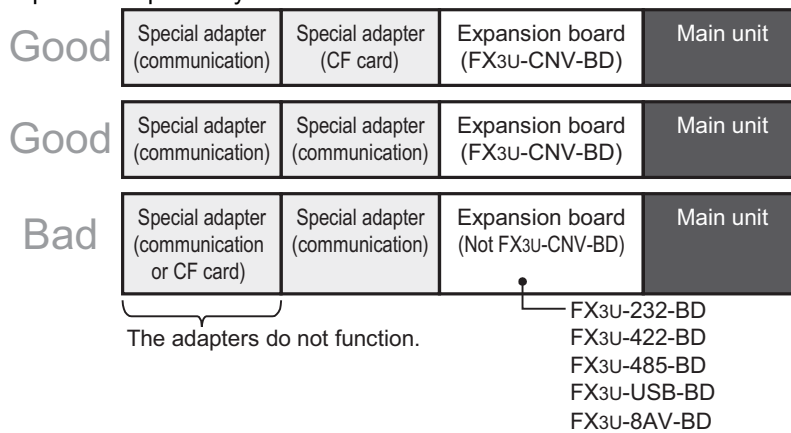 Good
Special adapter (communication)
Special adapter (CF card)
Expansion board (FX3U-CNV-BD)
Main unit
Good
Special adapter (communication)
Special adapter (communication)
Expansion board (FX3U-CNV-BD)
Main unit
Bad
Special adapter (communication or CF card)
Special adapter (communication)
Expansion board (Not FX3U-CNV-BD)
Main unit
The adapters do not function.
FX3U-232-BD
FX3U-422-BD
FX3U-485-BD
FX3U-USB-BD
FX3U-8AV-BD